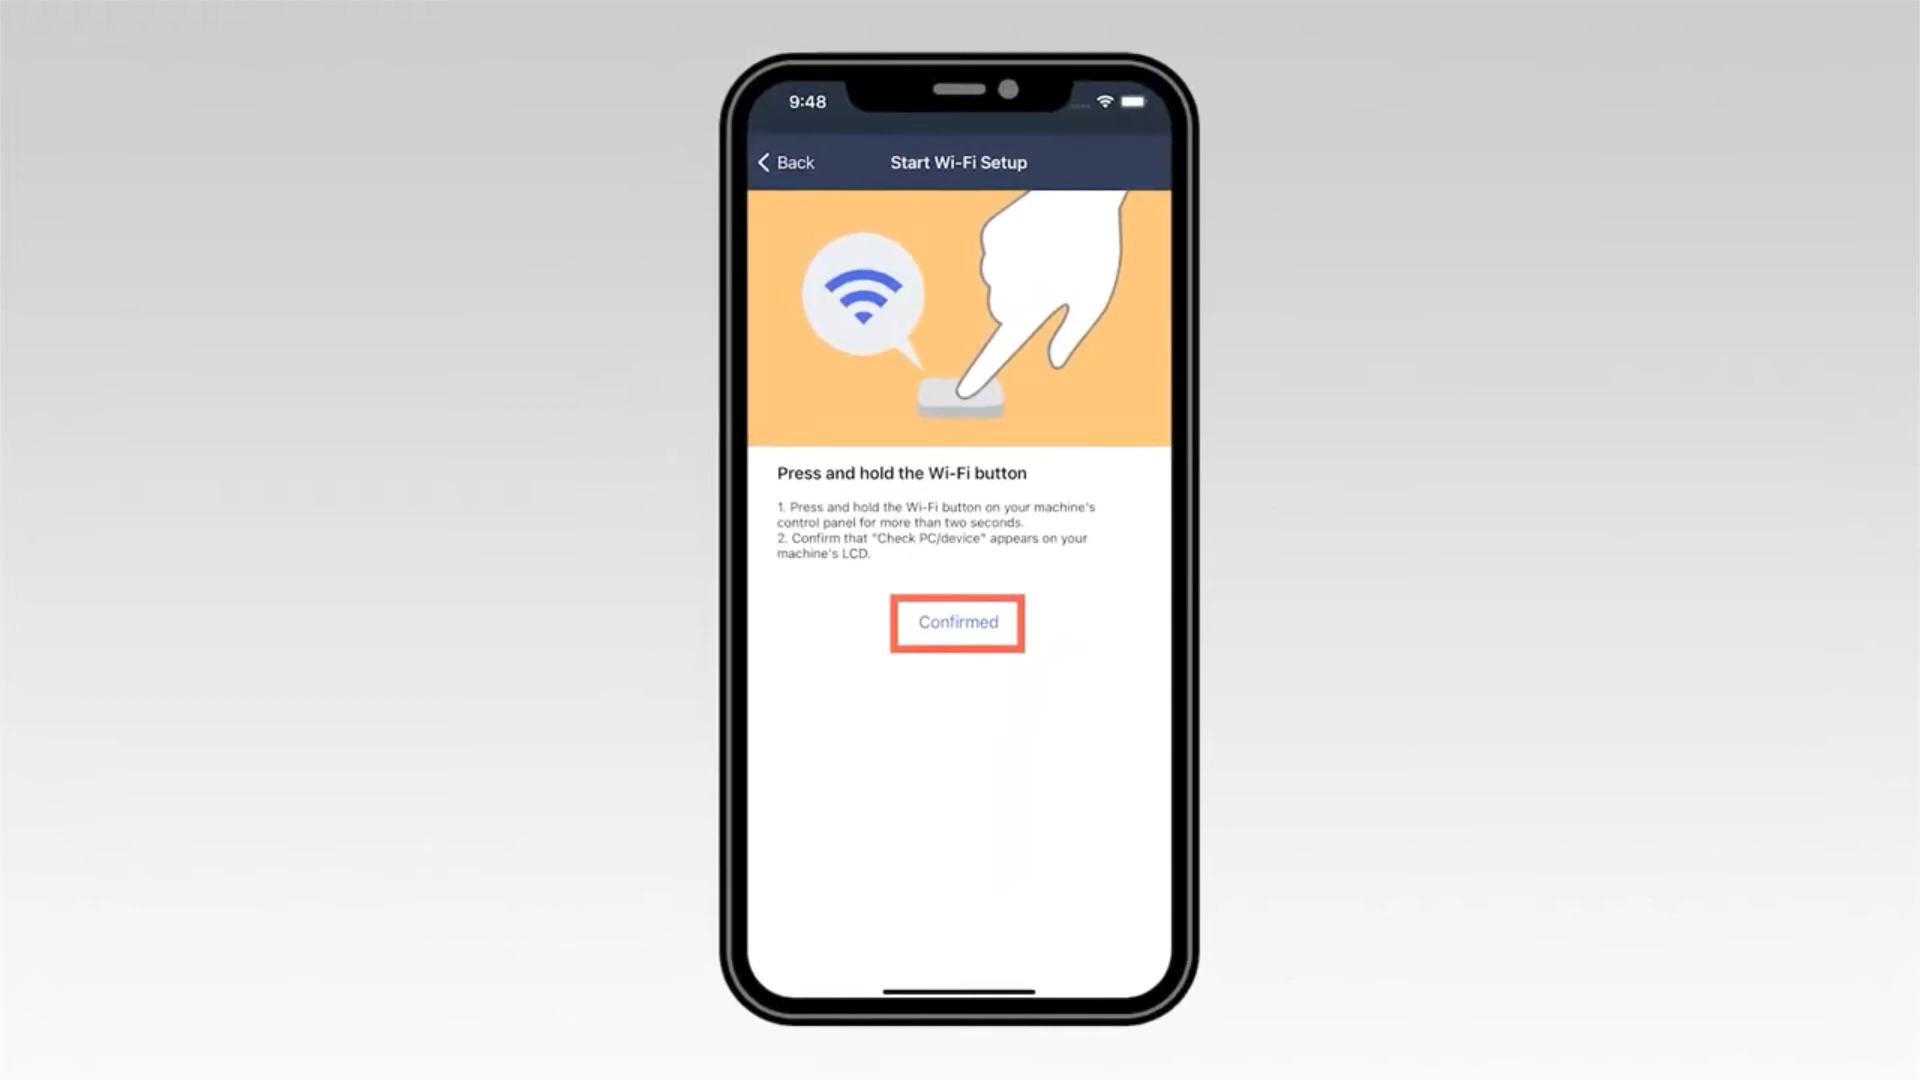 9:48
Back
Start Wi-Fi Setup
Press and hold the Wi-Fi button
1. Press and hold the Wi-Fi button on your machine's
control panel for more than two seconds.
2. Confirm that "Check PC/device" appears on your
machine's LCD.
Confirmed